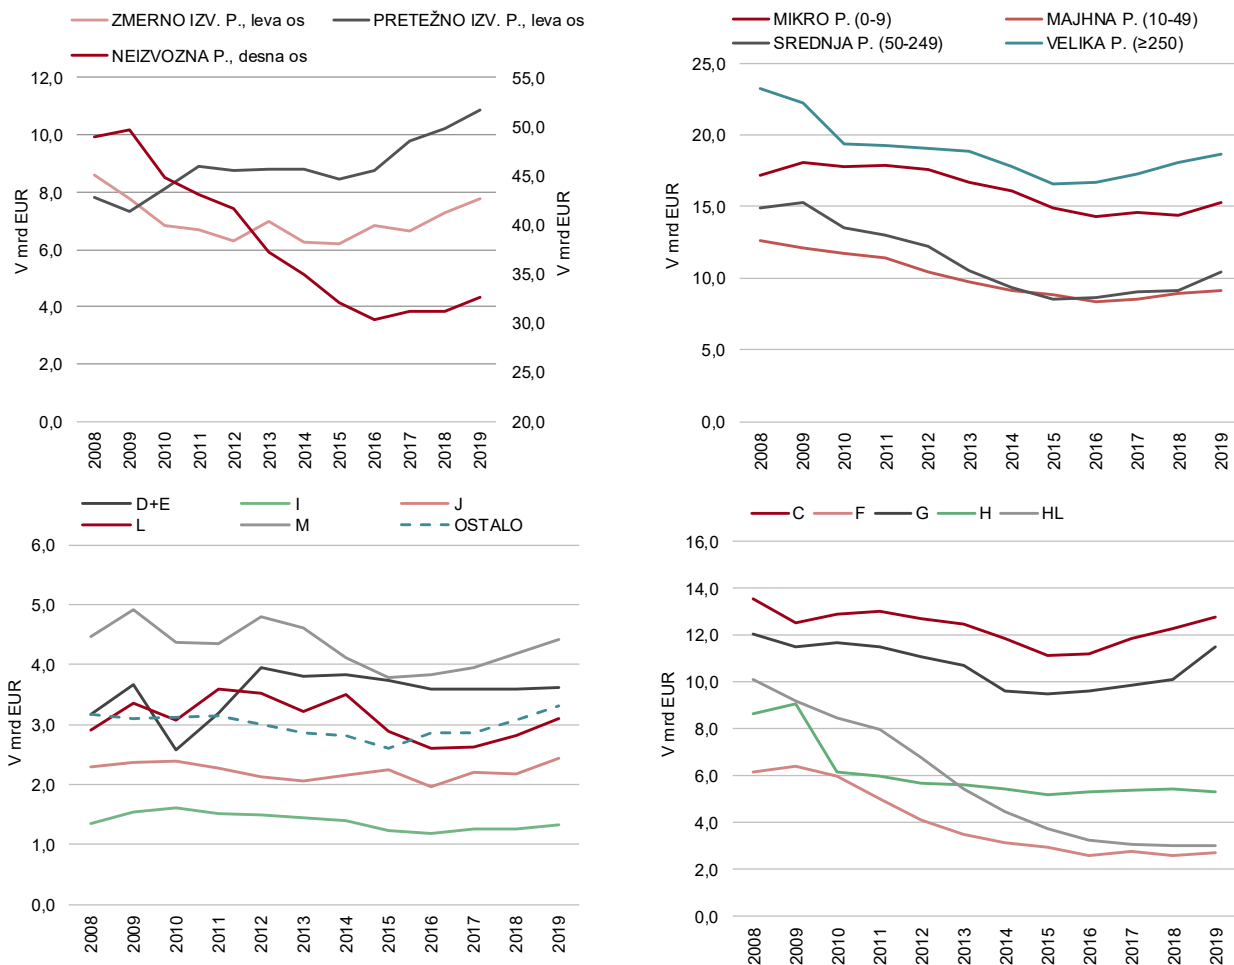 ZMERNO IZV. P., leva os
PRETEŽNO IZV. P., leva os
NEIZVOZNA P., desna os
12,0
10,0
8,0
6,0
4,0
2,0
0,0
V mrd EUR
55,0
50,0
45,0
40,0
35,0
30,0
25,0
20,0
V mrd EUR
2008 2009 2010 2011 2012 2013 2014 2015 2016 2017 2018 2019
MIKRO P. (0-9)
MAJHNA P. (10-49)
SREDNJA P. (50-249)
VELIKA P. (≥250)
25,0
20,0
15,0
10,0
5,0
0,0
V mrd EUR
2008 2009 2010 2011 2012 2013 2014 2015 2016 2017 2018 2019
D+E
I
J
L
M
OSTALO
6,0
5,0
4,0
3,0
2,0
1,0
0,0
V mrd EUR
2008 2009 2010 2011 2012 2013 2014 2015 2016 2017 2018 2019
C
F
G
H
HL
16,0
14,0
12,0
10,0
8,0
6,0
4,0
2,0
0,0
V mrd EUR
2008 2009 2010 2011 2012 2013 2014 2015 2016 2017 2018 2019